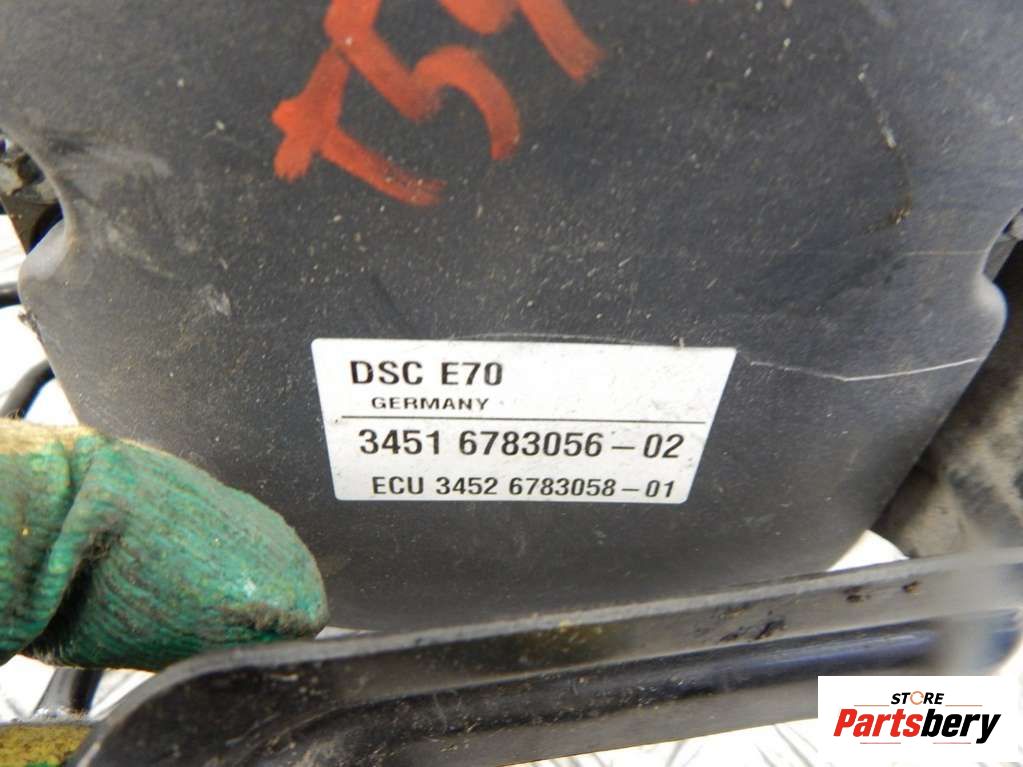 DSC E70
GERMANY
3451 6783056-02
ECU 3452 6783058-01
STORE
Partsbery